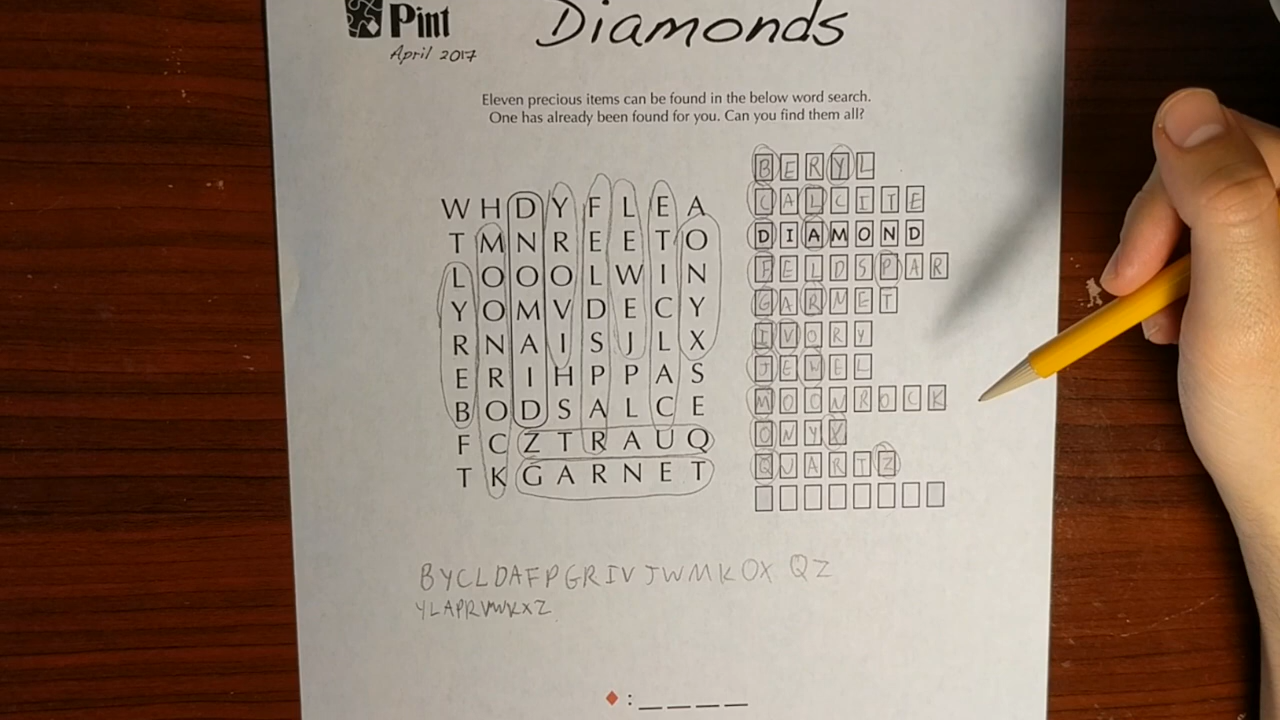 Pint
Diamonds
April 2017
Eleven precious items can be found in the below word search.
One has already been found for you. Can you find them all?
W H D Y F L E A
T M N R E E T O
L O O O L W I N
Y O M V D E C Y
R N A I S J L X
E R I H P P A S
B O D S A L C E
F C Z T R A U Q
T K G A R N E T
BERYL
CALCITE
DIAMOND
FELDSPAR
GARNET
IVORY
JEWEL
MOONROCK
ONYX
QUARTZ
BYCLDAFPGRIV JWMKOX QZ
YLAPRVWKXZ
: _ _ _ _